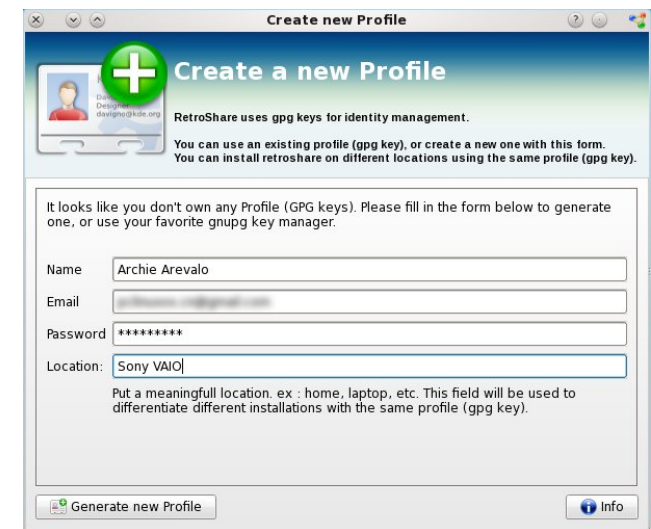 Create new Profile
Create a new Profile
Designer
davigno@kde.org
RetroShare uses gpg keys for identity management.
You can use an existing profile (gpg key), or create a new one with this form.
You can install retroshare on different locations using the same profile (gpg key).
It looks like you don't own any Profile (GPG keys). Please fill in the form below to generate
one, or use your favorite gnupg key manager.
Name Archie Arevalo
Email
Password *********
Location: Sony VAIO
Put a meaningfull location. ex : home, laptop, etc. This field will be used to
differentiate different installations with the same profile (gpg key).
Generate new Profile
Info